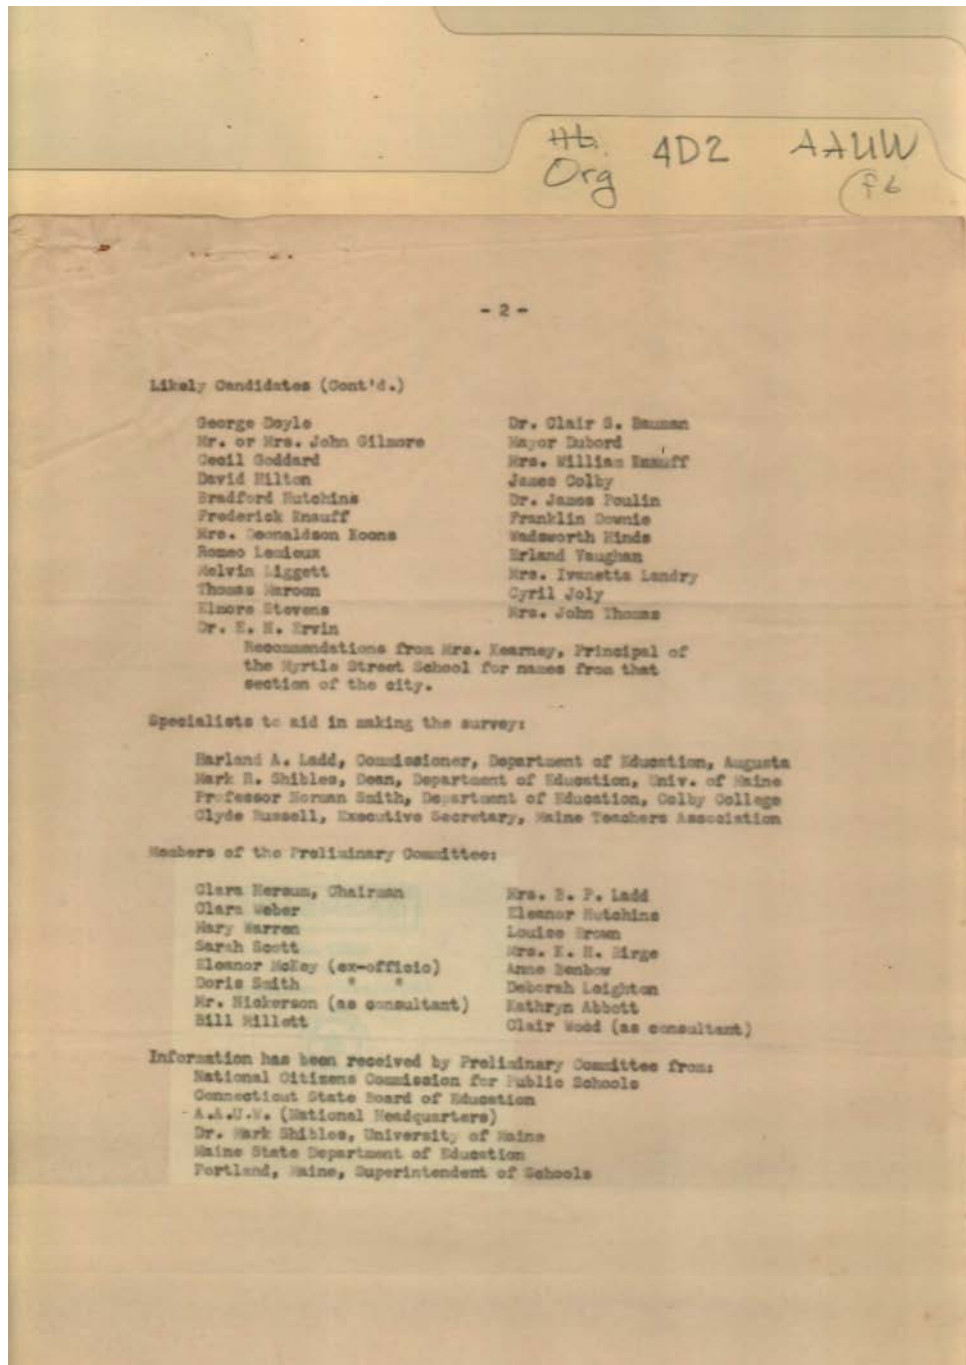 Ht.
Org 4D2 AAUW
- 2 -
Likely Candidates (Cont'd.)
George Doyle Dr. Clair S. Bauman
Mr. or Mrs. John Gilmore Mayor Dubord
Cecil Goddard Mrs. William Knauff
David Hilton James Colby
Bradford Hutchins Dr. James Poulin
Frederick Knauff Franklin Downie
Mrs. Deonaldson Koons Wadsworth Hinds
Romeo Lemieux Erland Vaughan
Melvin Liggett Mrs. Ivanetta Landry
Thomas Maroon Cyril Joly
Elmore Stevens Mrs. John Thomas
Dr. E. H. Ervin
Recommendations from Mrs. Kearney, Principal of
the Myrtle Street School for names from that
section of the city.
Specialists to aid in making the survey:
Harland A. Ladd, Commissioner, Department of Education, Augusta
Mark R. Shibles, Dean, Department of Education, Univ. of Maine
Professor Norman Smith, Department of Education, Colby College
Clyde Russell, Executive Secretary, Maine Teachers Association
Members of the Preliminary Committee:
Clara Hersum, Chairman Mrs. B. P. Ladd
Clara Weber Eleanor Hutchins
Mary Warren Louise Brown
Sarah Scott Mrs. K. H. Birge
Eleanor McKey (ex-officio) Anne Benbow
Doris Smith " " Deborah Leighton
Mr. Nickerson (as consultant) Kathryn Abbott
Bill Millett Clair Wood (as consultant)
Information has been received by Preliminary Committee from:
National Citizens Commission for Public Schools
Connecticut State Board of Education
- A.A.U.W. (National Headquarters)
Dr. Mark Shibles, University of Maine
Maine State Department of Education
Portland, Maine, Superintendent of Schools